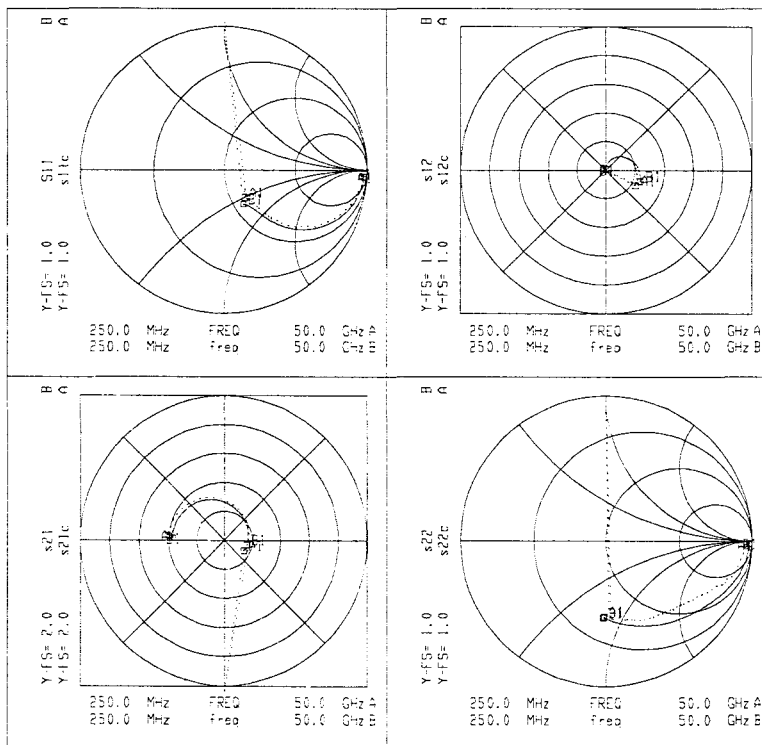 B A
S11
s11c
Y-FS= 1.0
Y-FS= 1.0
250.0 MHz FREQ 50.0 GHz A
250.0 MHz freq 50.0 GHz B
B A
s12
s12c
Y-FS= 1.0
Y-FS= 1.0
250.0 MHz FREQ 50.0 GHz A
250.0 MHz freq 50.0 GHz B
B A
s21
s21c
Y-FS= 2.0
Y-FS= 2.0
250.0 MHz FREQ 50.0 GHz A
250.0 MHz freq 50.0 GHz B
B A
s22
s22c
Y-FS= 1.0
Y-FS= 1.0
250.0 MHz FREQ 50.0 GHz A
250.0 MHz freq 50.0 GHz B